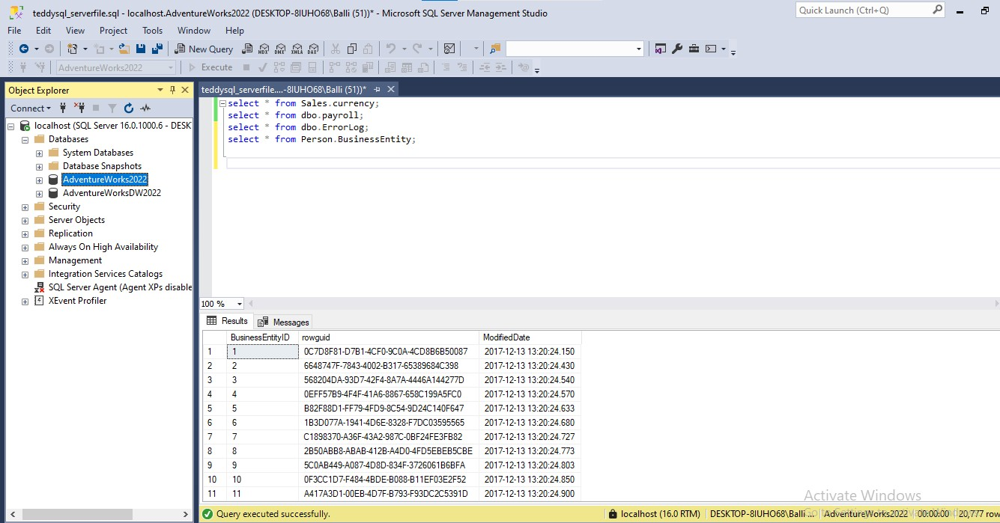 teddysql_serverfile.sql - localhost.AdventureWorks2022 (DESKTOP-8IUHO68\Balli (51))* - Microsoft SQL Server Management Studio
Quick Launch (Ctrl+Q)
File Edit View Project Tools Window Help
New Query MDX DMX XMLA DAX
AdventureWorks2022 Execute
Object Explorer
teddysql_serverfile....-8IUHO68\Balli (51))*
Connect
localhost (SQL Server 16.0.1000.6 - DESK
Databases
System Databases
Database Snapshots
AdventureWorks2022
AdventureWorksDW2022
Security
Server Objects
Replication
Always On High Availability
Management
Integration Services Catalogs
SQL Server Agent (Agent XPs disable
XEvent Profiler
select * from Sales.currency;
select * from dbo.payroll;
select * from dbo.ErrorLog;
select * from Person.BusinessEntity;
100 %
Results Messages
BusinessEntityID rowguid ModifiedDate
1 1 0C7D8F81-D7B1-4CF0-9C0A-4CD8B6B50087 2017-12-13 13:20:24.150
2 2 6648747F-7843-4002-B317-65389684C398 2017-12-13 13:20:24.430
3 3 568204DA-93D7-42F4-8A7A-4446A144277D 2017-12-13 13:20:24.540
4 4 0EFF57B9-4F4F-41A6-8867-658C199A5FC0 2017-12-13 13:20:24.570
5 5 B82F88D1-FF79-4FD9-8C54-9D24C140F647 2017-12-13 13:20:24.633
6 6 1B3D077A-1941-4D6E-8328-F7DC03595565 2017-12-13 13:20:24.680
7 7 C1898370-A36F-43A2-987C-0BF24FE3FB82 2017-12-13 13:20:24.727
8 8 2B50ABB8-ABAB-412B-A4D0-4FD5EBEB5CBE 2017-12-13 13:20:24.773
9 9 5C0AB449-A087-4D8D-834F-3726061B6BFA 2017-12-13 13:20:24.803
10 10 0F3CC1D7-F484-4BDE-B088-B11EF03E2F52 2017-12-13 13:20:24.850
11 11 A417A3D1-00EB-4D7F-B793-F93DC2C5391D 2017-12-13 13:20:24.900
Activate Windows
Query executed successfully. localhost (16.0 RTM) DESKTOP-8IUHO68\Balli ... AdventureWorks2022 00:00:00 20,777 row